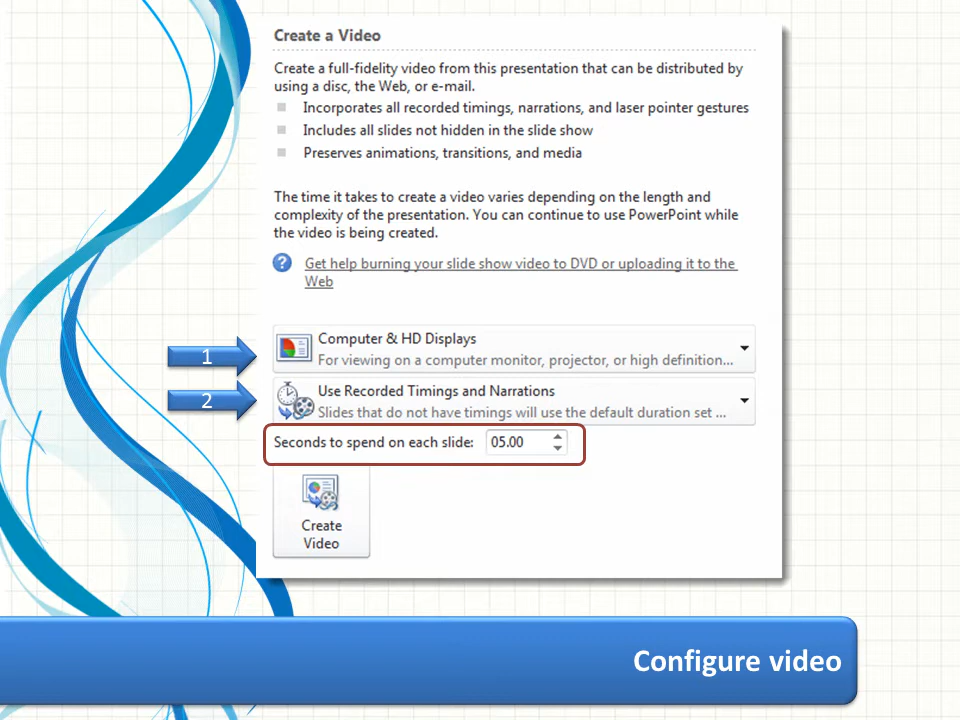 Create a Video
Create a full-fidelity video from this presentation that can be distributed by
using a disc, the Web, or e-mail.
Incorporates all recorded timings, narrations, and laser pointer gestures
Includes all slides not hidden in the slide show
Preserves animations, transitions, and media
The time it takes to create a video varies depending on the length and
complexity of the presentation. You can continue to use PowerPoint while
the video is being created.
Get help burning your slide show video to DVD or uploading it to the
Web
Computer & HD Displays
1
For viewing on a computer monitor, projector, or high definition...
Use Recorded Timings and Narrations
2
Slides that do not have timings will use the default duration set ...
Seconds to spend on each slide: 05.00
Create
Video
Configure video